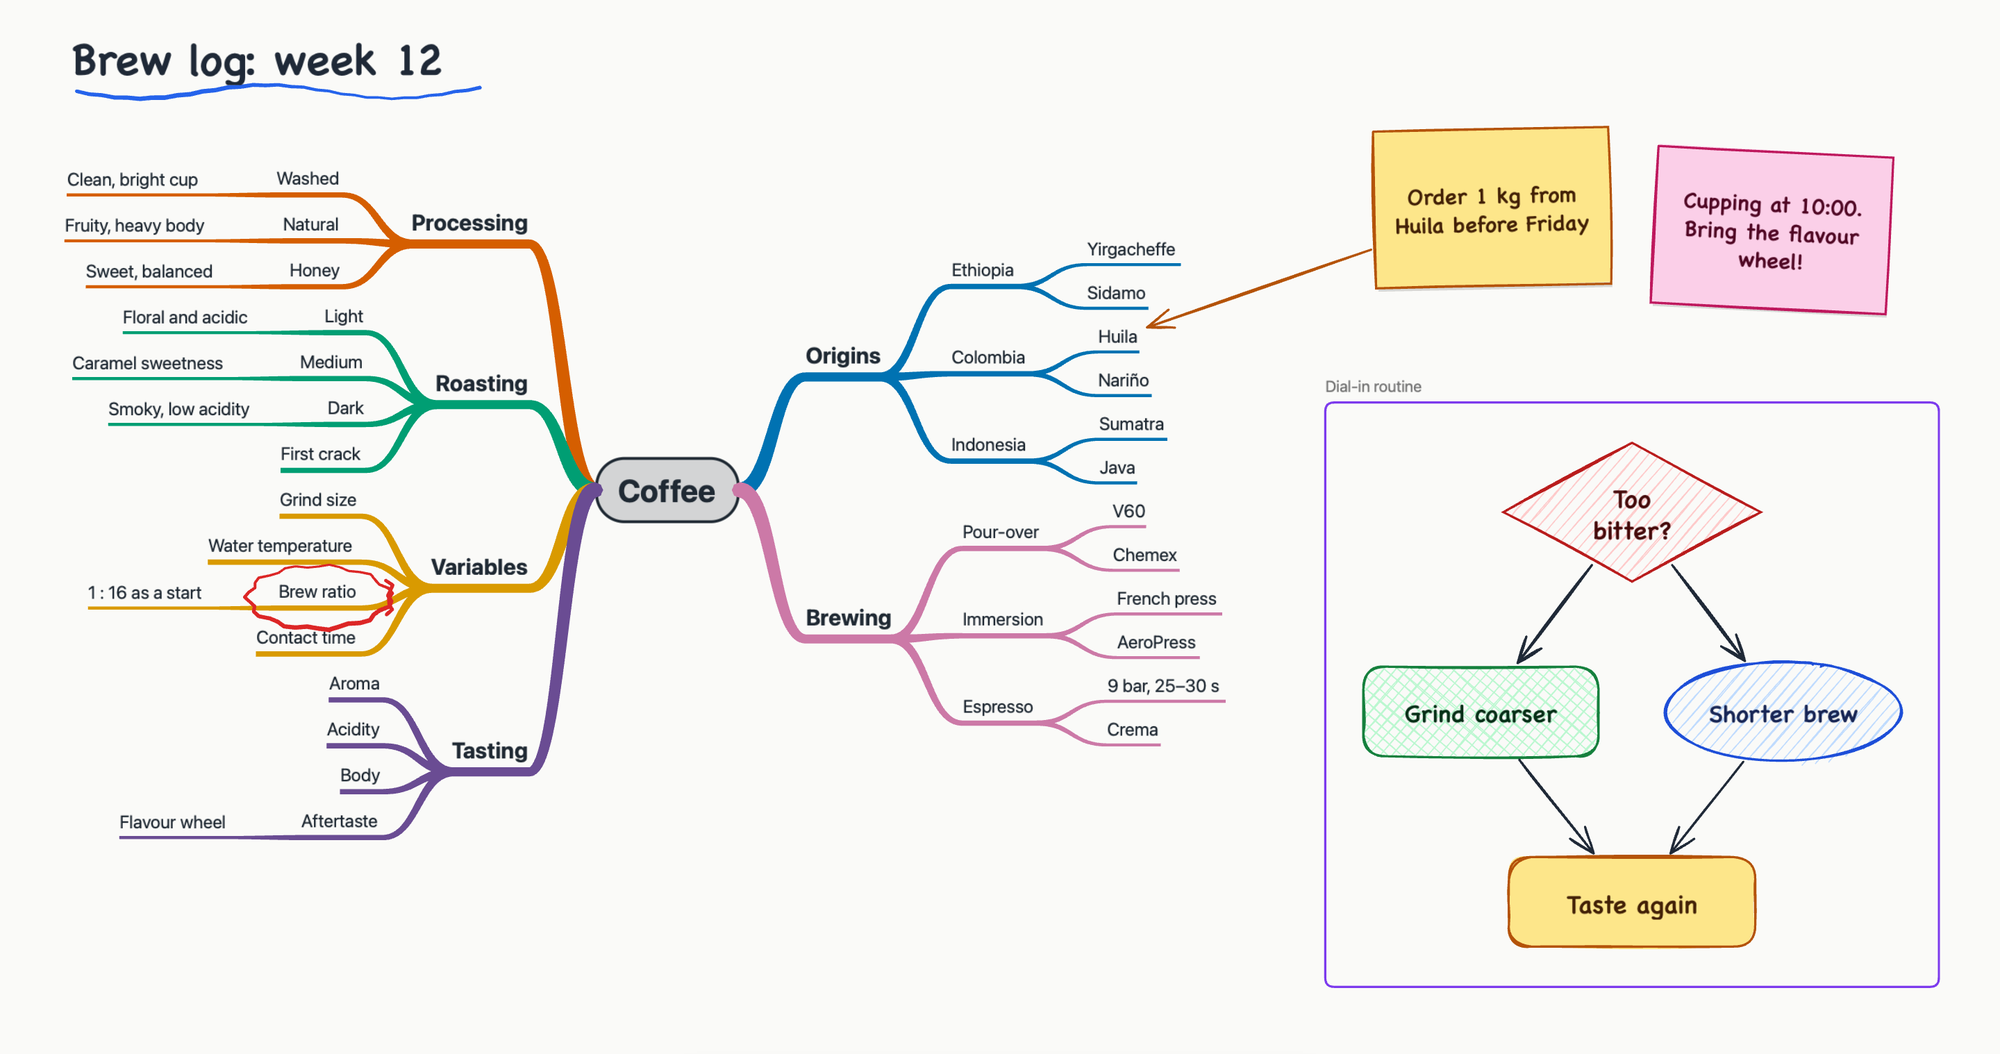 Brew log: week 12
Clean, bright cup
Washed
Fruity, heavy body
Natural
Sweet, balanced
Honey
Processing
Floral and acidic
Light
Caramel sweetness
Medium
Smoky, low acidity
Dark
First crack
Roasting
Grind size
Water temperature
1 : 16 as a start
Brew ratio
Contact time
Variables
Aroma
Acidity
Body
Flavour wheel
Aftertaste
Tasting
Coffee
Origins
Ethiopia
Yirgacheffe
Sidamo
Colombia
Huila
Nariño
Indonesia
Sumatra
Java
Brewing
Pour-over
V60
Chemex
Immersion
French press
AeroPress
Espresso
9 bar, 25–30 s
Crema
Order 1 kg from
Huila before Friday
Cupping at 10:00.
Bring the flavour
wheel!
Dial-in routine
Too
bitter?
Grind coarser
Shorter brew
Taste again